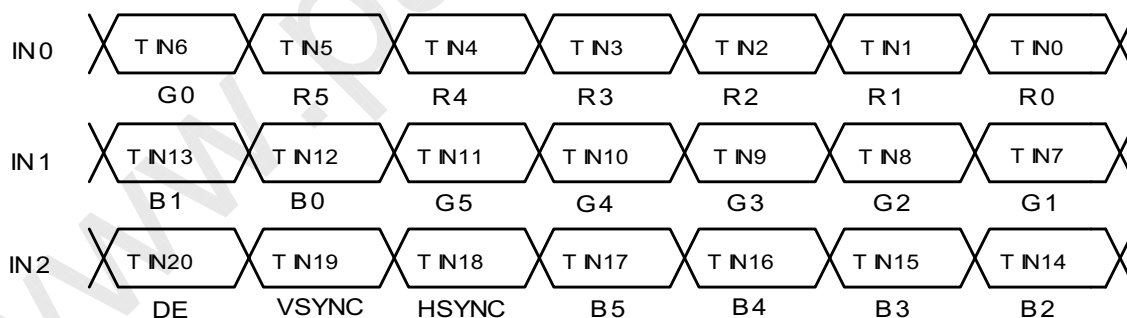 IN0 TIN6 TIN5 TIN4 TIN3 TIN2 TIN1 TIN0
G0 R5 R4 R3 R2 R1 R0
IN1 TIN13 TIN12 TIN11 TIN10 TIN9 TIN8 TIN7
B1 B0 G5 G4 G3 G2 G1
IN2 TIN20 TIN19 TIN18 TIN17 TIN16 TIN15 TIN14
DE VSYNC HSYNC B5 B4 B3 B2